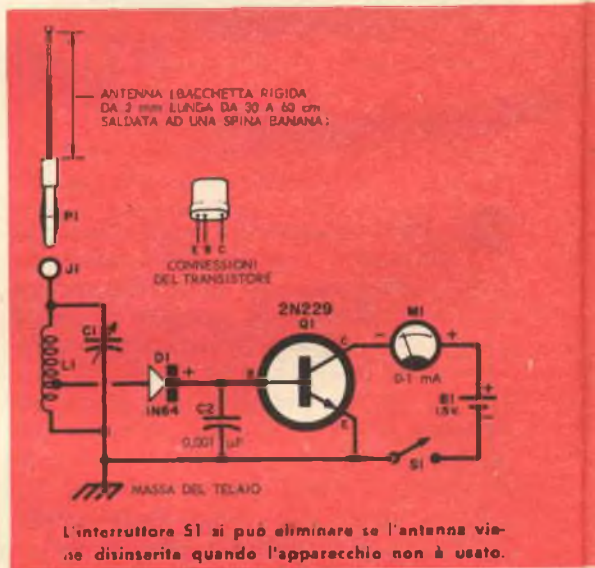 ANTENNA (BACCHETTA RIGIDA
DA 2 mm LUNGA DA 30 A 60 cm
SALDATA AD UNA SPINA BANANA)
P1
E B C
CONNESSIONI
DEL TRANSISTORE
J1
2N229
Q1
M1
C1
L1
D1
+
B
C
E
-
+
0-1 mA
1N64
C2
0,001 µF
B1
1,5 V
+
-
S1
MASSA DEL TELAIO
L'interruttore S1 si può eliminare se l'antenna vie-
ne disinserita quando l'apparecchio non è usato.